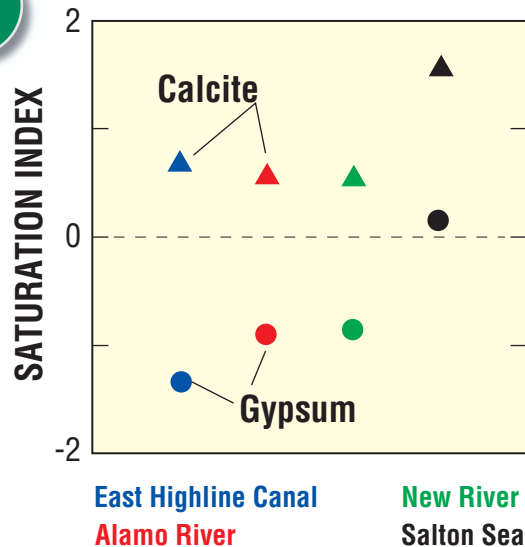 2
Calcite
SATURATION INDEX
0
Gypsum
-2
East Highline Canal
New River
Alamo River
Salton Sea